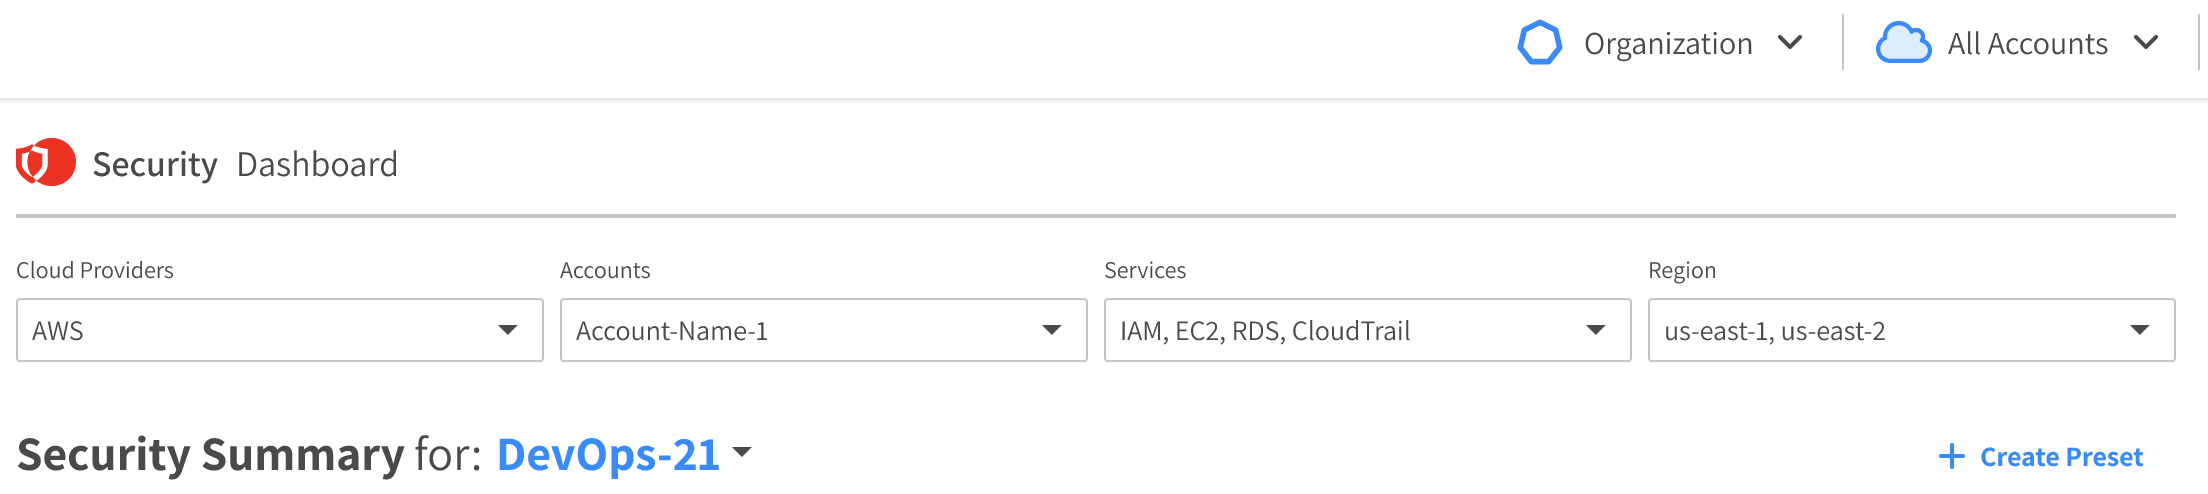 Organization All Accounts
Security Dashboard
Cloud Providers Accounts Services Region
AWS Account-Name-1 IAM, EC2, RDS, CloudTrail us-east-1, us-east-2
Security Summary for: DevOps-21 + Create Preset